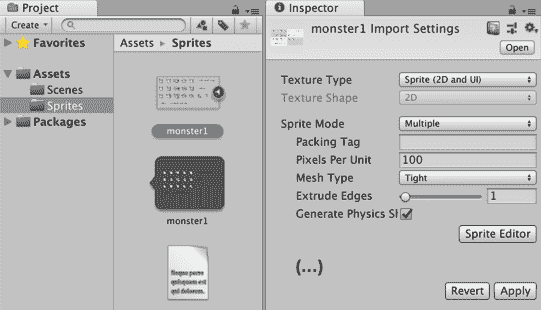 Project
Create
Favorites
Assets
Scenes
Sprites
Packages
Assets ▸ Sprites
monster1
monster1
Neque porro
quisquam est
qui dolorem.
Inspector
monster1 Import Settings
Open
Texture Type Sprite (2D and UI)
Texture Shape 2D
Sprite Mode Multiple
Packing Tag
Pixels Per Unit 100
Mesh Type Tight
Extrude Edges 1
Generate Physics Sl
Sprite Editor
(...)
Revert Apply